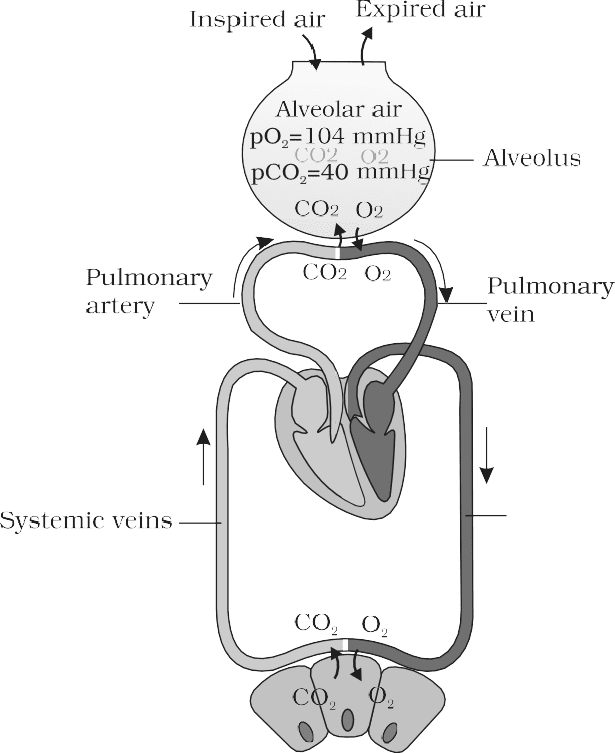 Inspired air
Expired air
Alveolar air
pO₂=104 mmHg
CO2 O2
pCO₂=40 mmHg
Alveolus
CO2 O2
CO2 O₂
Pulmonary
artery
Pulmonary
vein
Systemic veins
CO₂ O₂
CO₂ O₂